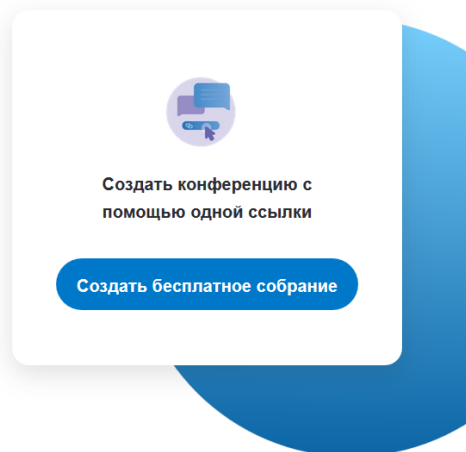 Создать конференцию с
помощью одной ссылки
Создать бесплатное собрание